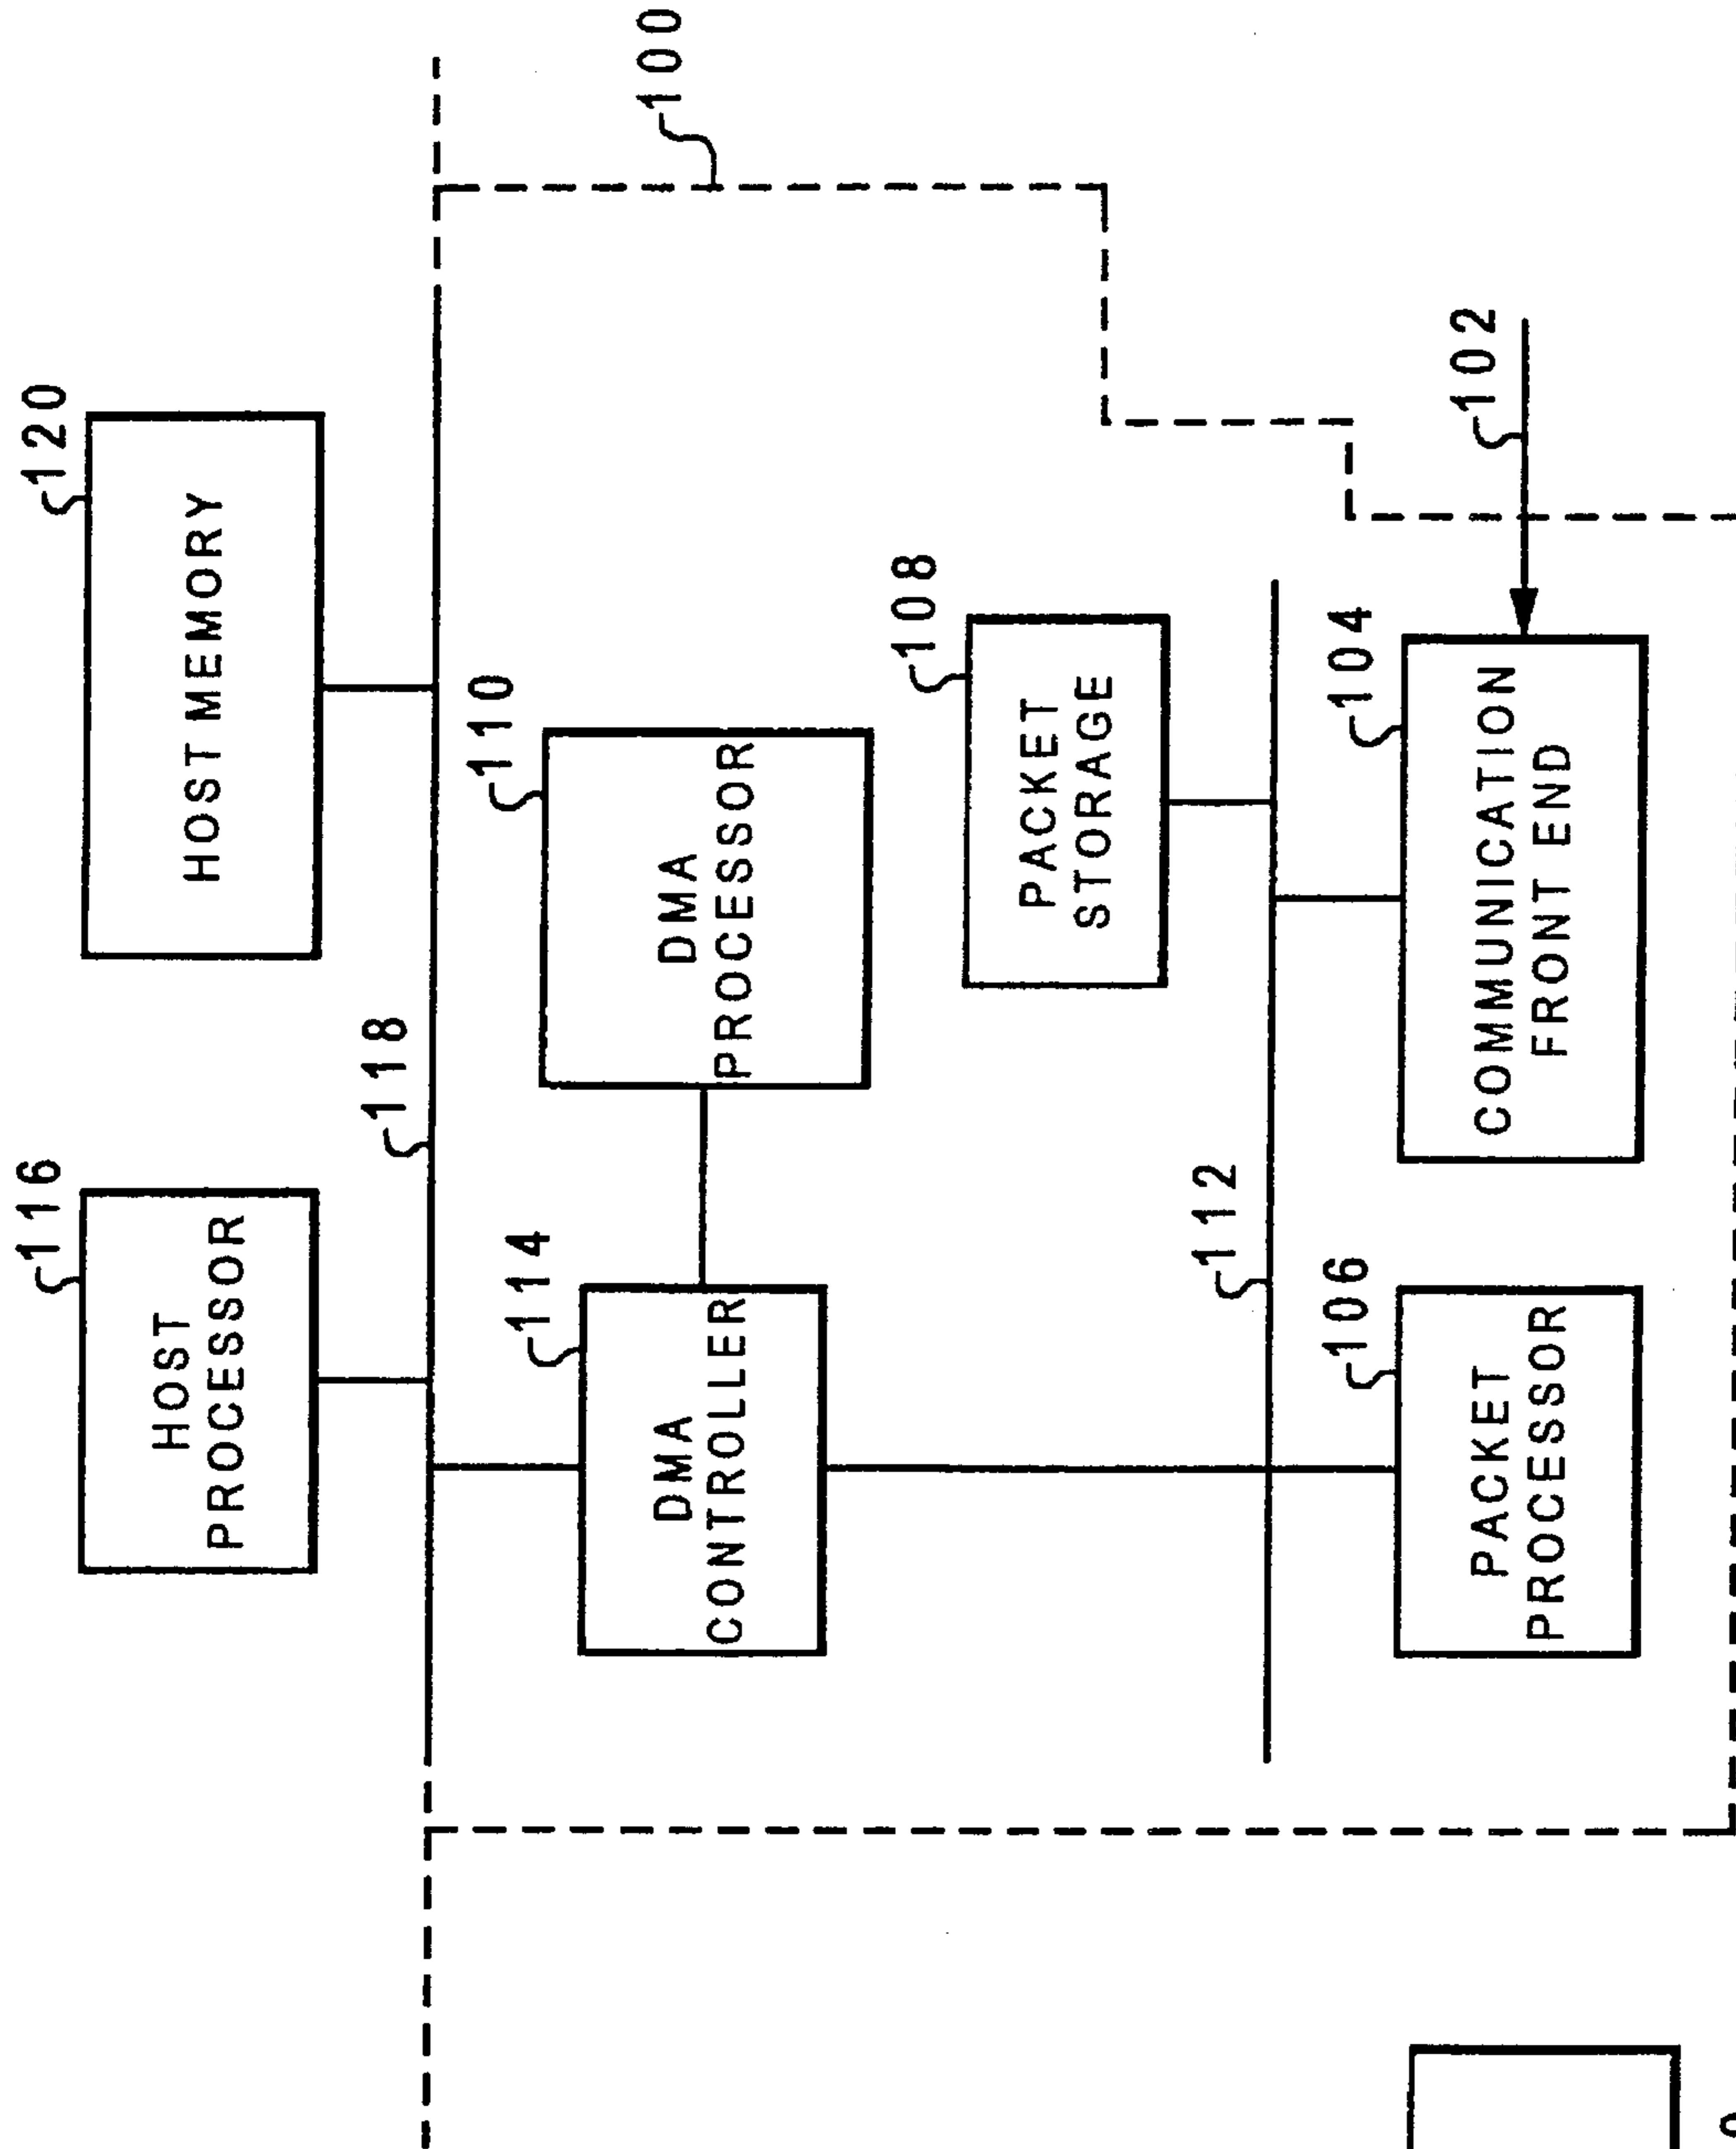 116
120
HOST
PROCESSOR
HOST MEMORY
118
114
110
100
DMA
CONTROLLER
DMA
PROCESSOR
108
PACKET
STORAGE
112
106
104
102
PACKET
PROCESSOR
COMMUNICATION
FRONT END